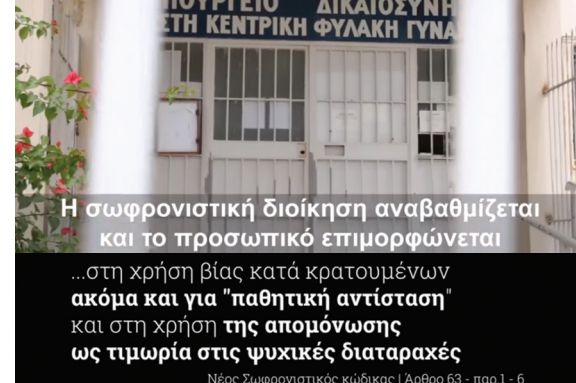 ΠΟΥΡΓΕΙΟ ΔΙΚΑΙΟΣΥΝΗ
ΣΤΗ ΚΕΝΤΡΙΚΗ ΦΥΛΑΚΗ ΓΥΝΑ
Η σωφρονιστική διοίκηση αναβαθμίζεται
και το προσωπικό επιμορφώνεται
...στη χρήση βίας κατά κρατουμένων
ακόμα και για "παθητική αντίσταση"
και στη χρήση της απομόνωσης
ως τιμωρία στις ψυχικές διαταραχές
Νέος Σωφρονιστικός κώδικας | Άρθρο 63 - παρ.1 - 6